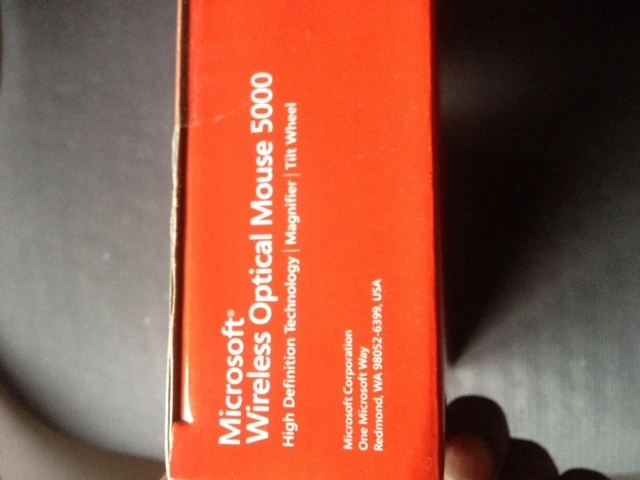 Microsoft®
Wireless Optical Mouse 5000
High Definition Technology | Magnifier | Tilt Wheel
Microsoft Corporation
One Microsoft Way
Redmond, WA 98052-6399, USA